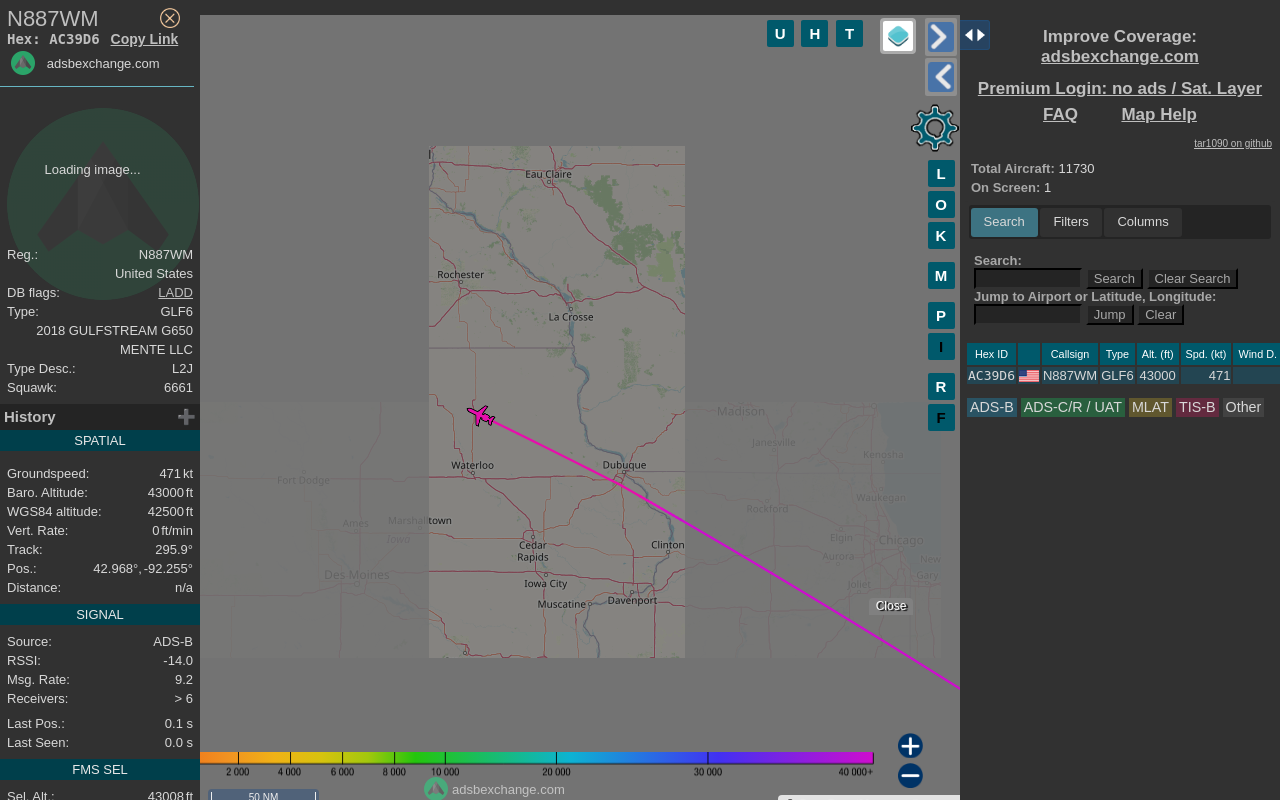 N887WM
Hex: AC39D6 Copy Link
adsbexchange.com
Loading image...
Reg.: N887WM
United States
DB flags: LADD
Type: GLF6
2018 GULFSTREAM G650
MENTE LLC
Type Desc.: L2J
Squawk: 6661
History
SPATIAL
Groundspeed: 471 kt
Baro. Altitude: 43000 ft
WGS84 altitude: 42500 ft
Vert. Rate: 0 ft/min
Track: 295.9°
Pos.: 42.968°, -92.255°
Distance: n/a
SIGNAL
Source: ADS-B
RSSI: -14.0
Msg. Rate: 9.2
Receivers: > 6
Last Pos.: 0.1 s
Last Seen: 0.0 s
FMS SEL
Sel. Alt.: 43008 ft
U H T
L
O
K
M
P
I
R
F
Eau Claire
Rochester
La Crosse
Madison
Janesville
Kenosha
Waterloo
Dubuque
Fort Dodge
Waukegan
Rockford
Ames
Marshalltown
Iowa
Elgin
Chicago
Cedar
Rapids
Clinton
Aurora
New
Gary
Des Moines
Iowa City
Joliet
Muscatine
Davenport
Close
2 000 4 000 6 000 8 000 10 000 20 000 30 000 40 000+
adsbexchange.com
50 NM
Improve Coverage:
adsbexchange.com
Premium Login: no ads / Sat. Layer
FAQ Map Help
tar1090 on github
Total Aircraft: 11730
On Screen: 1
Search Filters Columns
Search:
Search Clear Search
Jump to Airport or Latitude, Longitude:
Jump Clear
Hex ID Callsign Type Alt. (ft) Spd. (kt) Wind D.
AC39D6 N887WM GLF6 43000 471
ADS-B ADS-C/R / UAT MLAT TIS-B Other